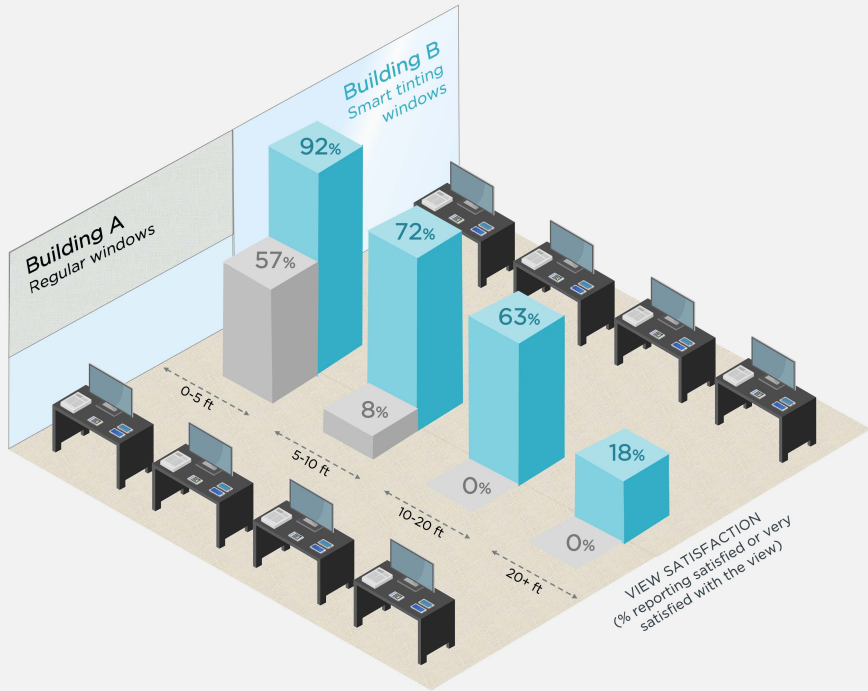 Building B
Smart tinting
windows
Building A
Regular windows
92%
57%
72%
8%
63%
0%
18%
0%
0-5 ft
5-10 ft
10-20 ft
20+ ft
VIEW SATISFACTION
(% reporting satisfied or very
satisfied with the view)